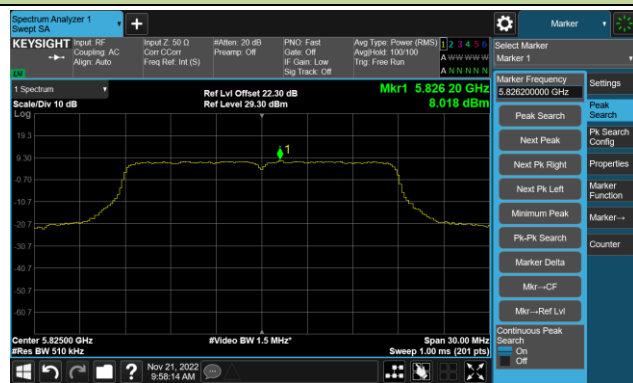 Spectrum Analyzer 1
Swept SA
Marker
KEYSIGHT
Input: RF
Coupling: AC
Align: Auto
Input Z: 50 Ω
Corr CCorr
Freq Ref: Int (S)
#Atten: 20 dB
Preamp: Off
PNO: Fast
Gate: Off
IF Gain: Low
Sig Track: Off
Avg Type: Power (RMS)
Avg|Hold: 100/100
Trig: Free Run
1 2 3 4 5 6
A W W W W W
A N N N N N
LXI
1 Spectrum
Scale/Div 10 dB
Log
Ref Lvl Offset 22.30 dB
Ref Level 29.30 dBm
Mkr1 5.826 20 GHz
8.018 dBm
1
19.3
9.30
-0.70
-10.7
-20.7
-30.7
-40.7
-50.7
-60.7
Center 5.82500 GHz
#Res BW 510 kHz
#Video BW 1.5 MHz*
Span 30.00 MHz
Sweep 1.00 ms (201 pts)
Nov 21, 2022
9:58:14 AM
Select Marker
Marker 1
Marker Frequency
5.826200000 GHz
Peak Search
Next Peak
Next Pk Right
Next Pk Left
Minimum Peak
Pk-Pk Search
Marker Delta
Mkr→CF
Mkr→Ref Lvl
Continuous Peak
Search
On
Off
Settings
Peak
Search
Pk Search
Config
Properties
Marker
Function
Marker→
Counter